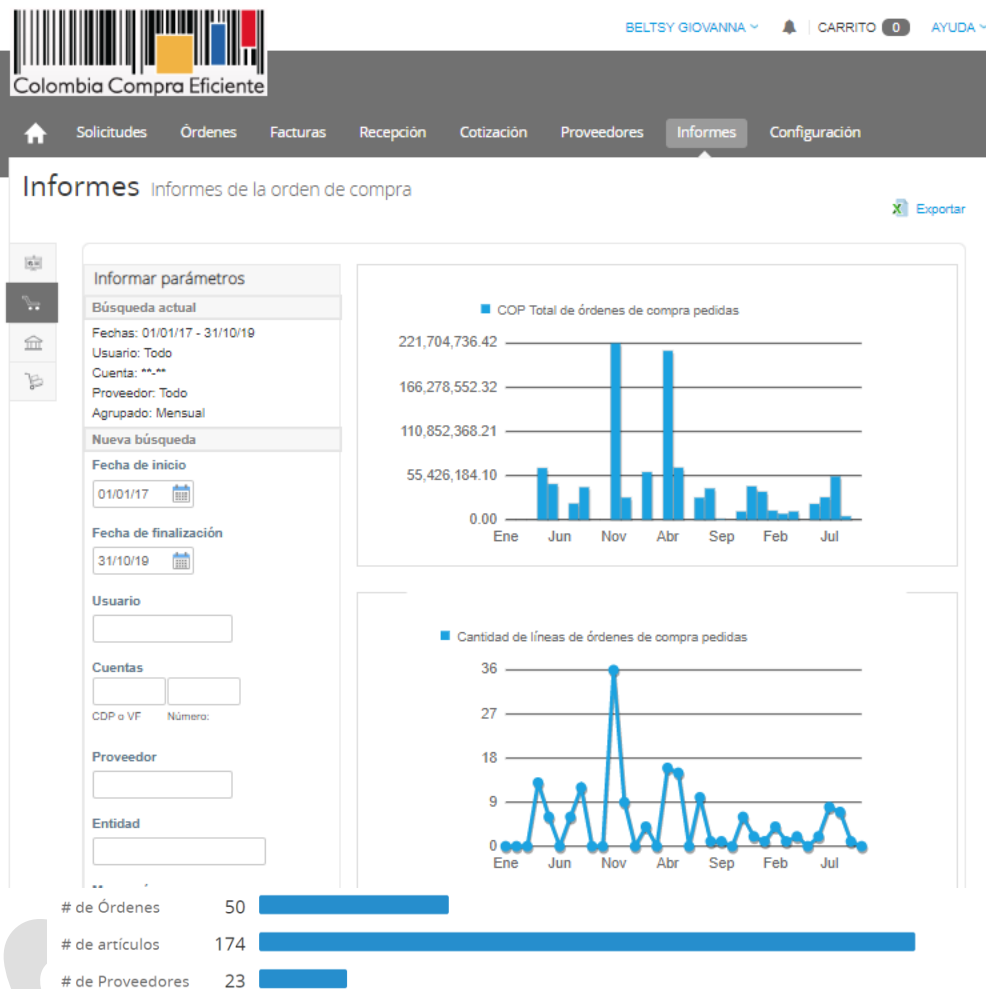 Colombia Compra Eficiente
BELTSY GIOVANNA
CARRITO 0
AYUDA
Solicitudes Órdenes Facturas Recepción Cotización Proveedores Informes Configuración
Informes Informes de la orden de compra
Exportar
Informar parámetros
Búsqueda actual
Fechas: 01/01/17 - 31/10/19
Usuario: Todo
Cuenta: **-**
Proveedor: Todo
Agrupado: Mensual
Nueva búsqueda
Fecha de inicio
01/01/17
Fecha de finalización
31/10/19
Usuario
Cuentas
CDP o VF Número:
Proveedor
Entidad
COP Total de órdenes de compra pedidas
221,704,736.42
166,278,552.32
110,852,368.21
55,426,184.10
0.00
Ene Jun Nov Abr Sep Feb Jul
Cantidad de líneas de órdenes de compra pedidas
36
27
18
9
0
Ene Jun Nov Abr Sep Feb Jul
# de Órdenes 50
# de artículos 174
# de Proveedores 23